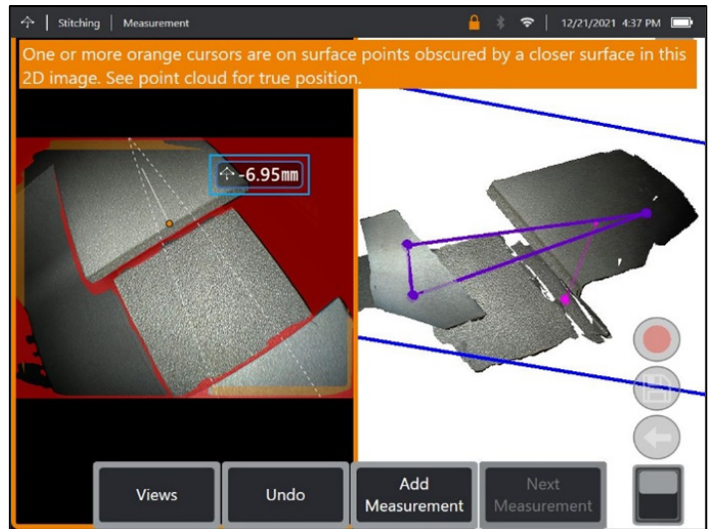 Stitching Measurement 12/21/2021 4:37 PM
One or more orange cursors are on surface points obscured by a closer surface in this
2D image. See point cloud for true position.
-6.95mm
Views
Undo
Add
Measurement
Next
Measurement